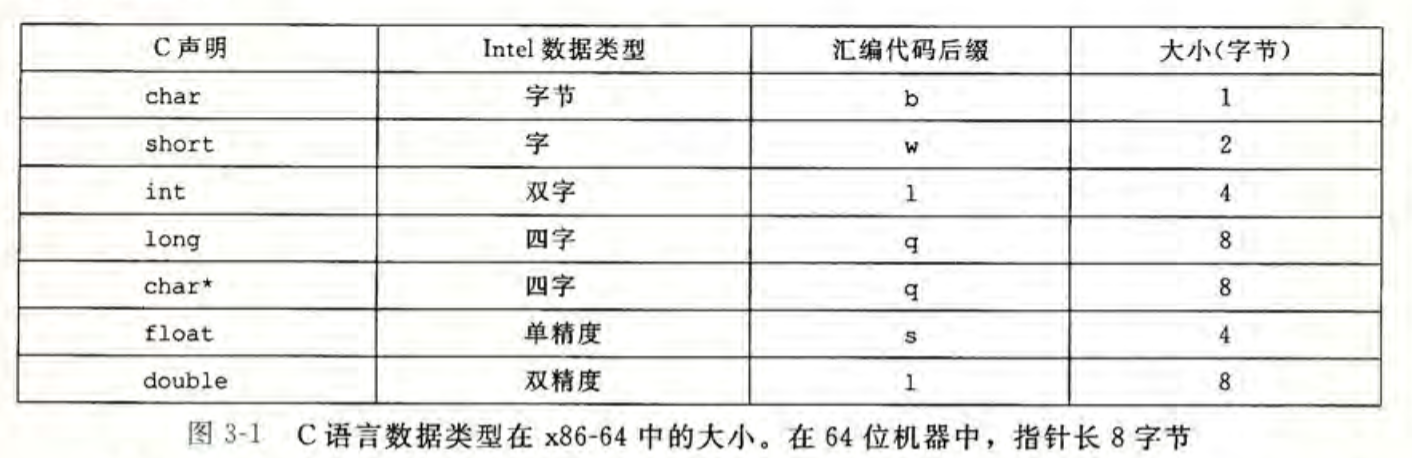 C 声明 Intel 数据类型 汇编代码后缀 大小(字节)
char 字节 b 1
short 字 w 2
int 双字 l 4
long 四字 q 8
char* 四字 q 8
float 单精度 s 4
double 双精度 l 8
图 3-1 C 语言数据类型在 x86-64 中的大小。在 64 位机器中，指针长 8 字节